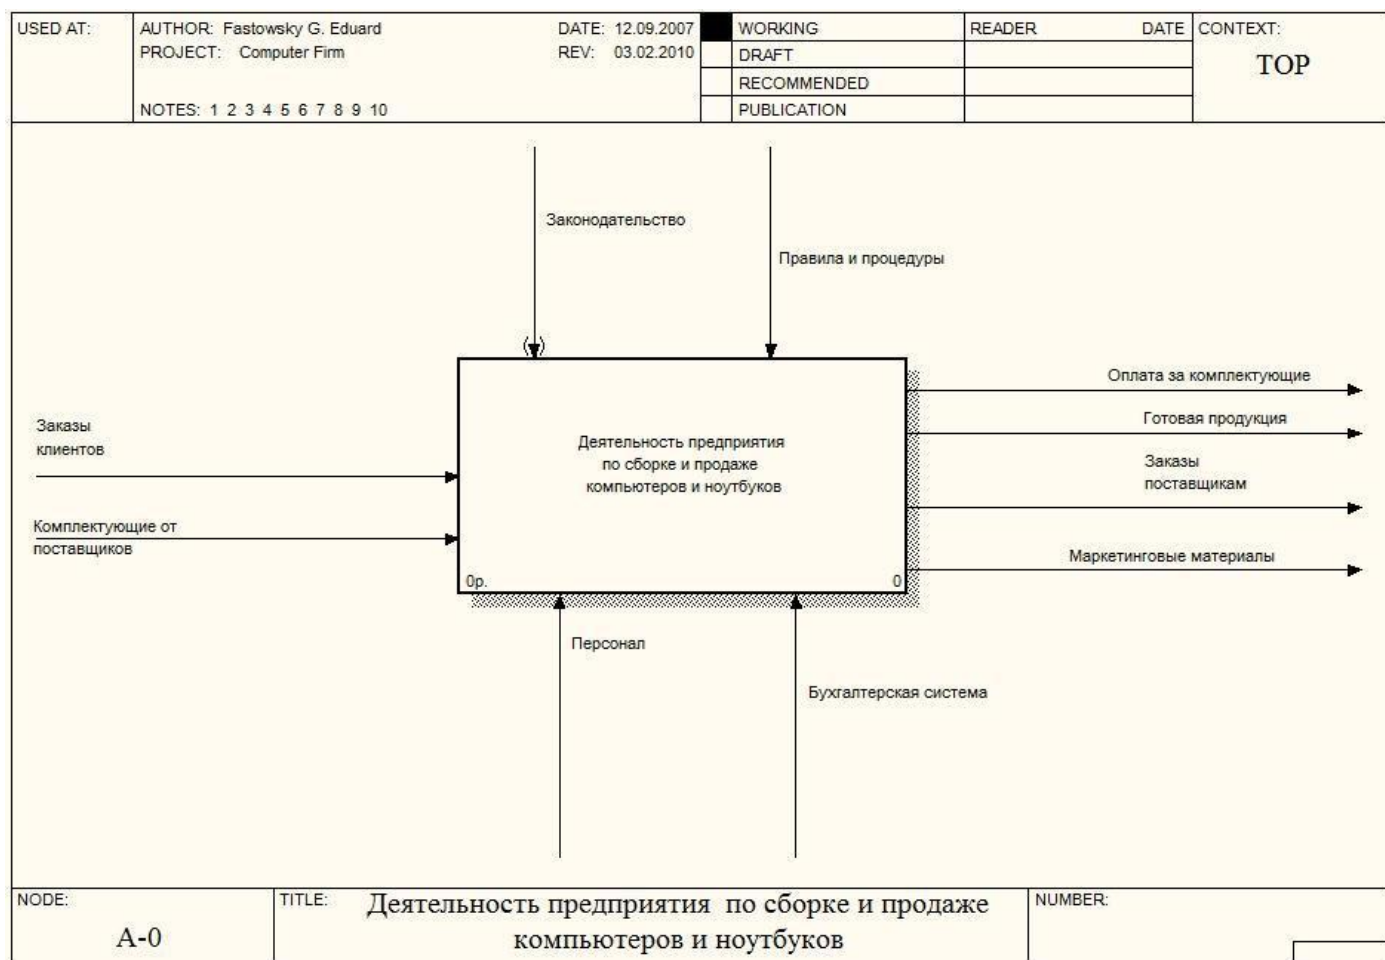 USED AT:
AUTHOR: Fastowsky G. Eduard
DATE: 12.09.2007
WORKING
READER
DATE
CONTEXT:
PROJECT: Computer Firm
REV: 03.02.2010
DRAFT
TOP
RECOMMENDED
NOTES: 1 2 3 4 5 6 7 8 9 10
PUBLICATION
Законодательство
Правила и процедуры
Оплата за комплектующие
Готовая продукция
Заказы
клиентов
Деятельность предприятия
по сборке и продаже
компьютеров и ноутбуков
Заказы
поставщикам
Комплектующие от
поставщиков
Маркетинговые материалы
0р.
0
Персонал
Бухгалтерская система
NODE:
A-0
TITLE:
Деятельность предприятия по сборке и продаже
компьютеров и ноутбуков
NUMBER: